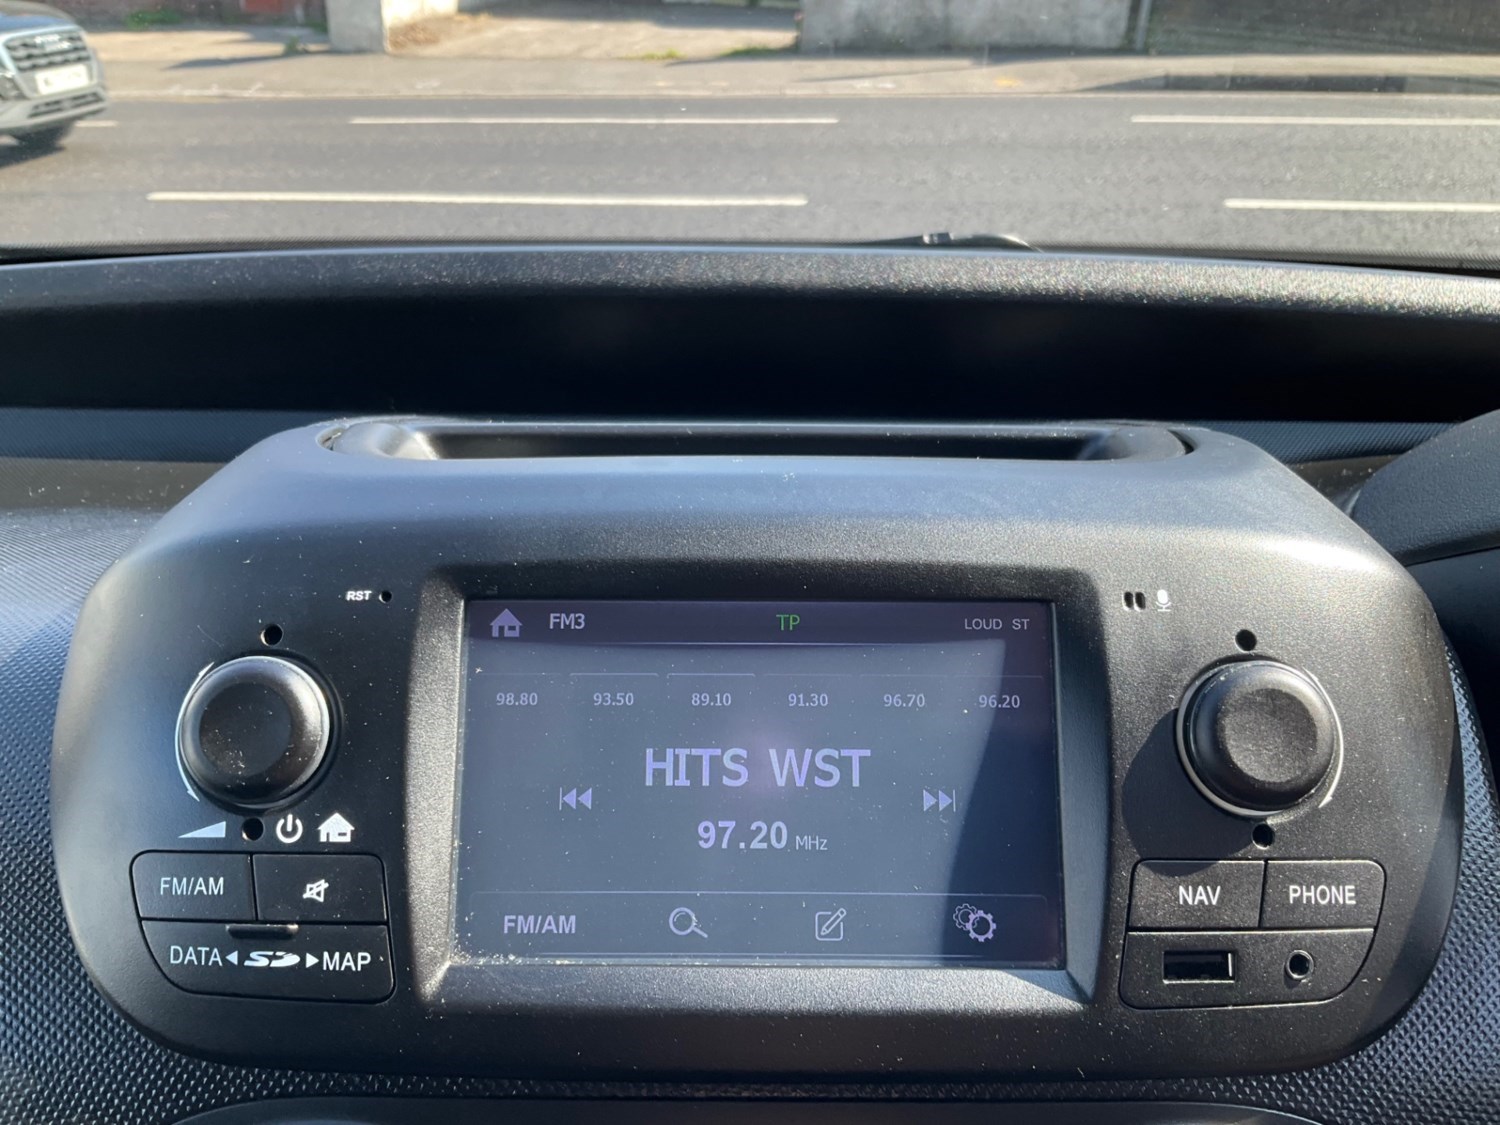 RST
FM3 TP LOUD ST
98.80 93.50 89.10 91.30 96.70 96.20
HITS WST
97.20 MHz
FM/AM
FM/AM
DATA SD MAP
NAV PHONE